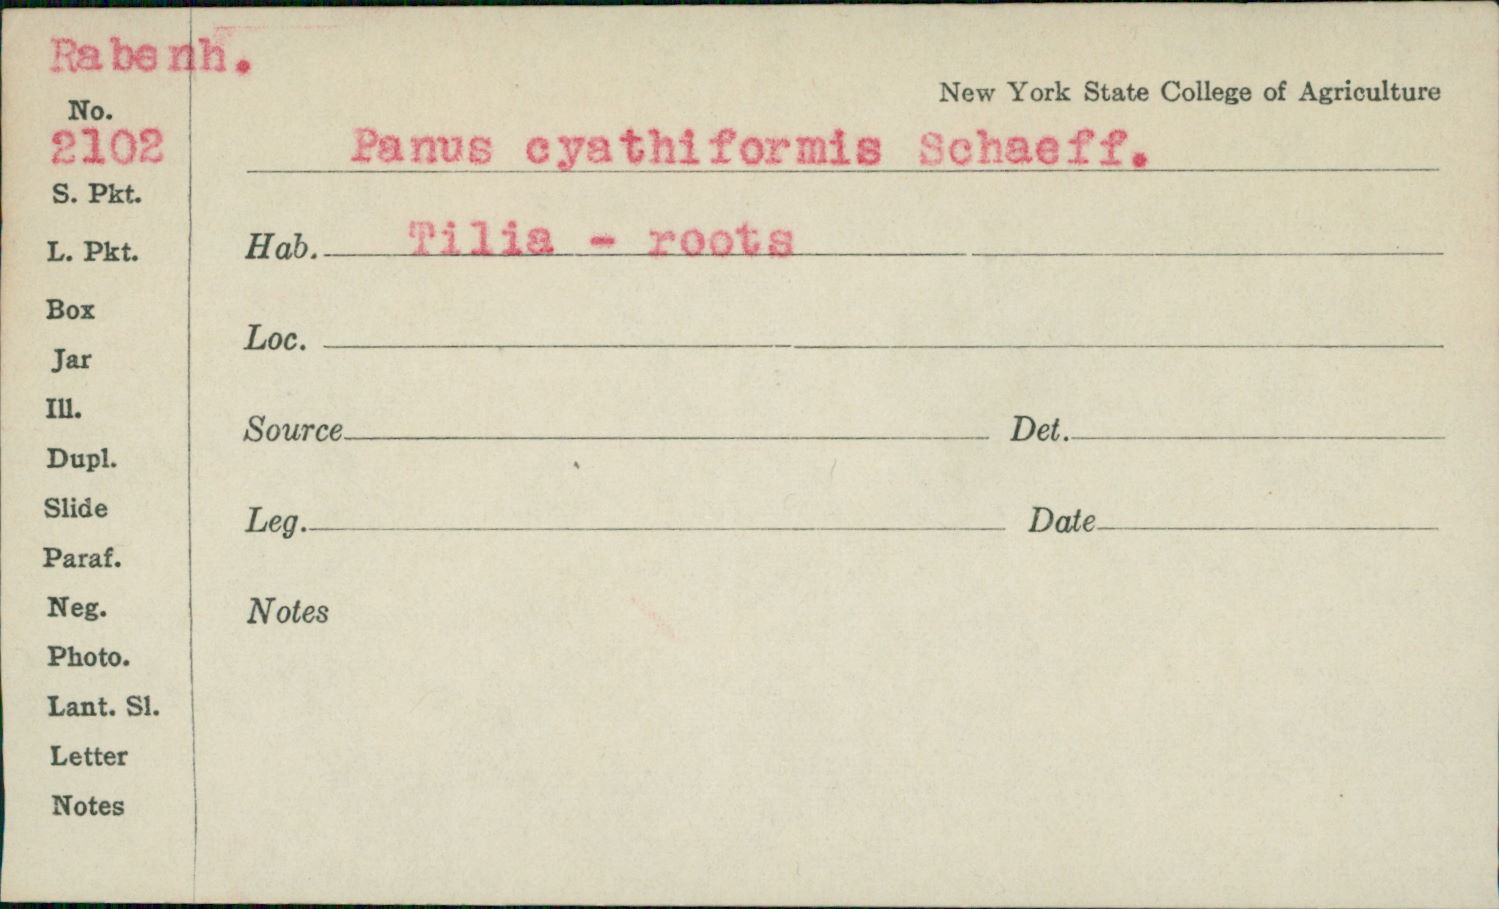 Rabenh.
New York State College of Agriculture
No.
2102
Panus cyathiformis Schaeff.
S. Pkt.
Hab. Tilia - roots
L. Pkt.
Box
Loc.
Jar
Ill.
Source Det.
Dupl.
Slide
Leg. Date
Paraf.
Neg.
Notes
Photo.
Lant. Sl.
Letter
Notes